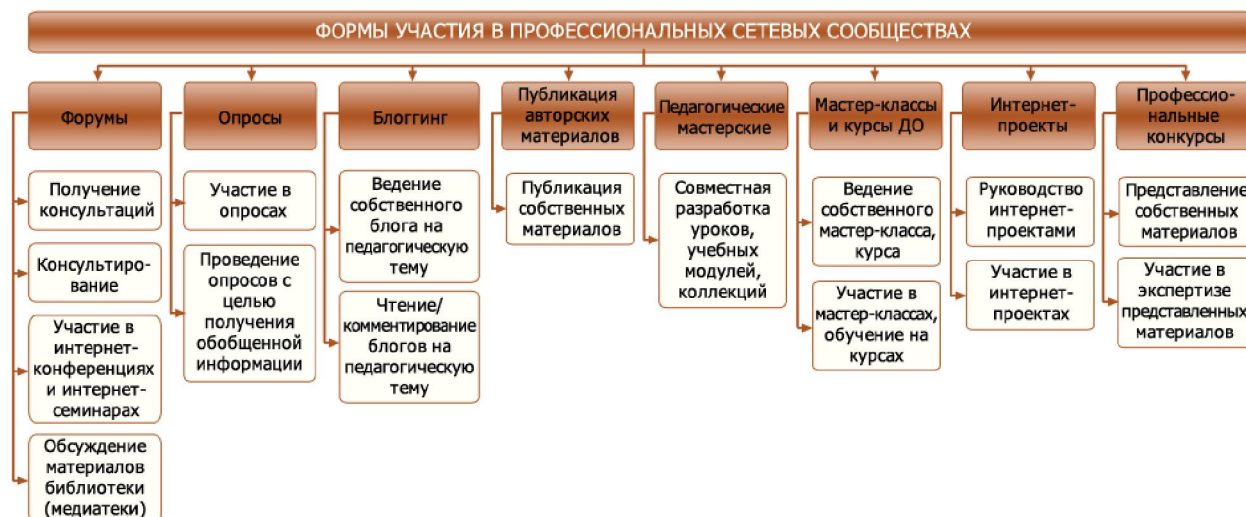 ФОРМЫ УЧАСТИЯ В ПРОФЕССИОНАЛЬНЫХ СЕТЕВЫХ СООБЩЕСТВАХ
Форумы
Получение
консультаций
Консультиро-
вание
Участие в
интернет-
конференциях
и интернет-
семинарах
Обсуждение
материалов
библиотеки
(медиатеки)
Опросы
Участие в
опросах
Проведение
опросов с
целью
получения
обобщенной
информации
Блоггинг
Ведение
собственного
блога на
педагогическую
тему
Чтение/
комментирование
блогов на
педагогическую
тему
Публикация
авторских
материалов
Публикация
собственных
материалов
Педагогические
мастерские
Совместная
разработка
уроков,
учебных
модулей,
коллекций
Мастер-классы
и курсы ДО
Ведение
собственного
мастер-класса,
курса
Участие в
мастер-классах,
обучение на
курсах
Интернет-
проекты
Руководство
интернет-
проектами
Участие в
интернет-
проектах
Профессио-
нальные
конкурсы
Представление
собственных
материалов
Участие в
экспертизе
представленных
материалов